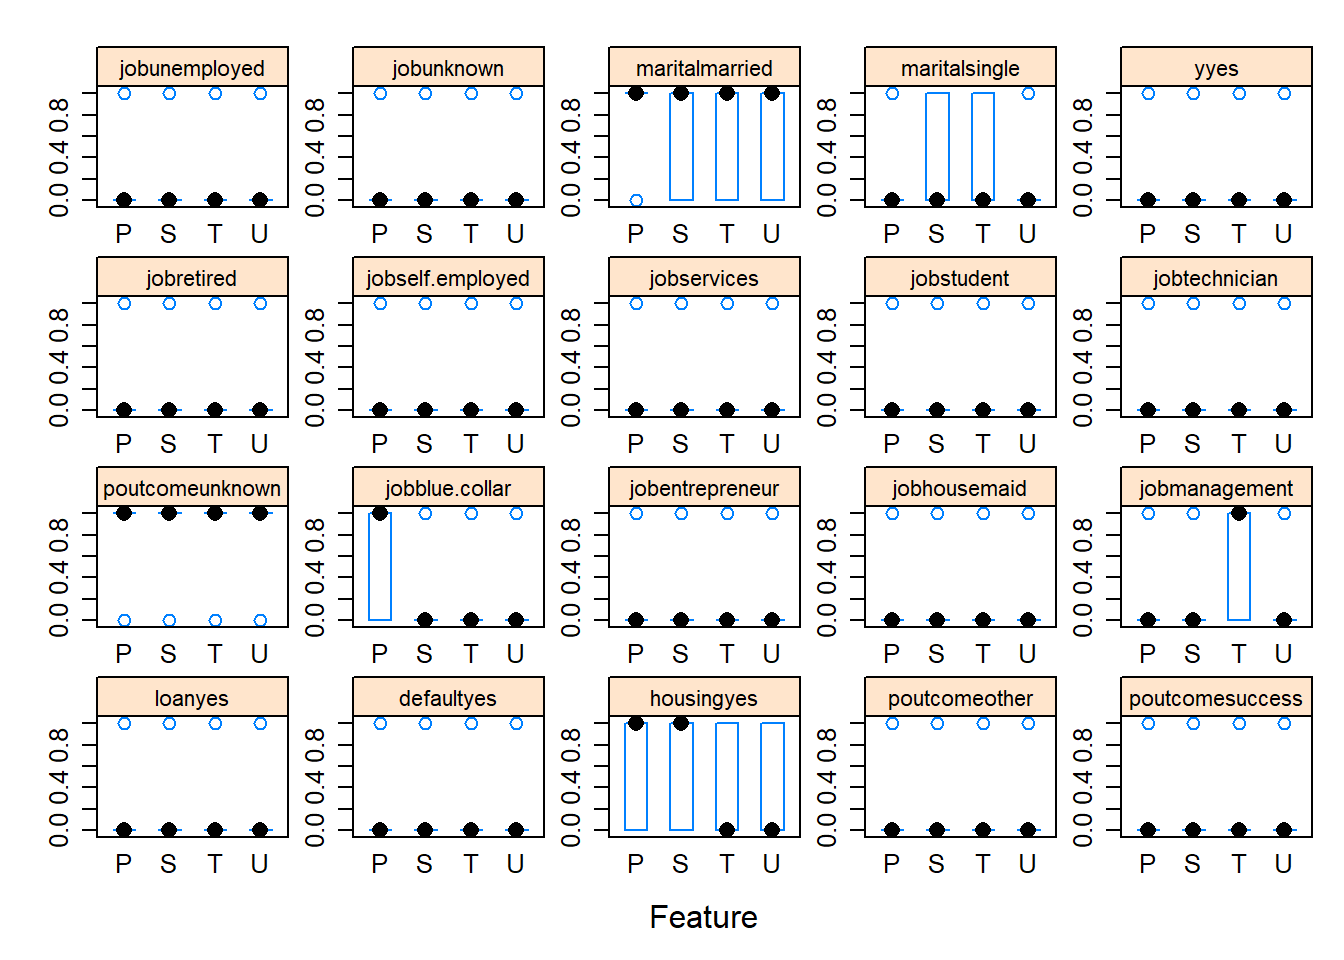 jobunemployed jobunknown maritalmarried maritalsingle yyes
0.0 0.4 0.8 0.0 0.4 0.8 0.0 0.4 0.8 0.0 0.4 0.8 0.0 0.4 0.8
P S T U P S T U P S T U P S T U P S T U
jobretired jobself.employed jobservices jobstudent jobtechnician
0.0 0.4 0.8 0.0 0.4 0.8 0.0 0.4 0.8 0.0 0.4 0.8 0.0 0.4 0.8
P S T U P S T U P S T U P S T U P S T U
poutcomeunknown jobblue.collar jobentrepreneur jobhousemaid jobmanagement
0.0 0.4 0.8 0.0 0.4 0.8 0.0 0.4 0.8 0.0 0.4 0.8 0.0 0.4 0.8
P S T U P S T U P S T U P S T U P S T U
loanyes defaultyes housingyes poutcomeother poutcomesuccess
0.0 0.4 0.8 0.0 0.4 0.8 0.0 0.4 0.8 0.0 0.4 0.8 0.0 0.4 0.8
P S T U P S T U P S T U P S T U P S T U
Feature